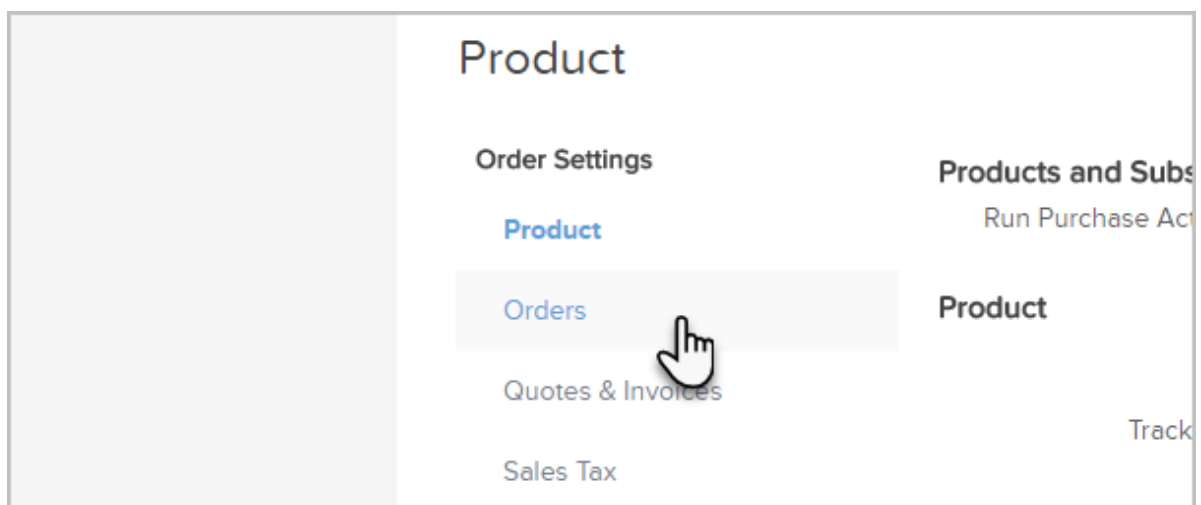 Product
Order Settings
Product
Orders
Quotes & Invoices
Sales Tax
Products and Subs
Run Purchase Act
Product
Track